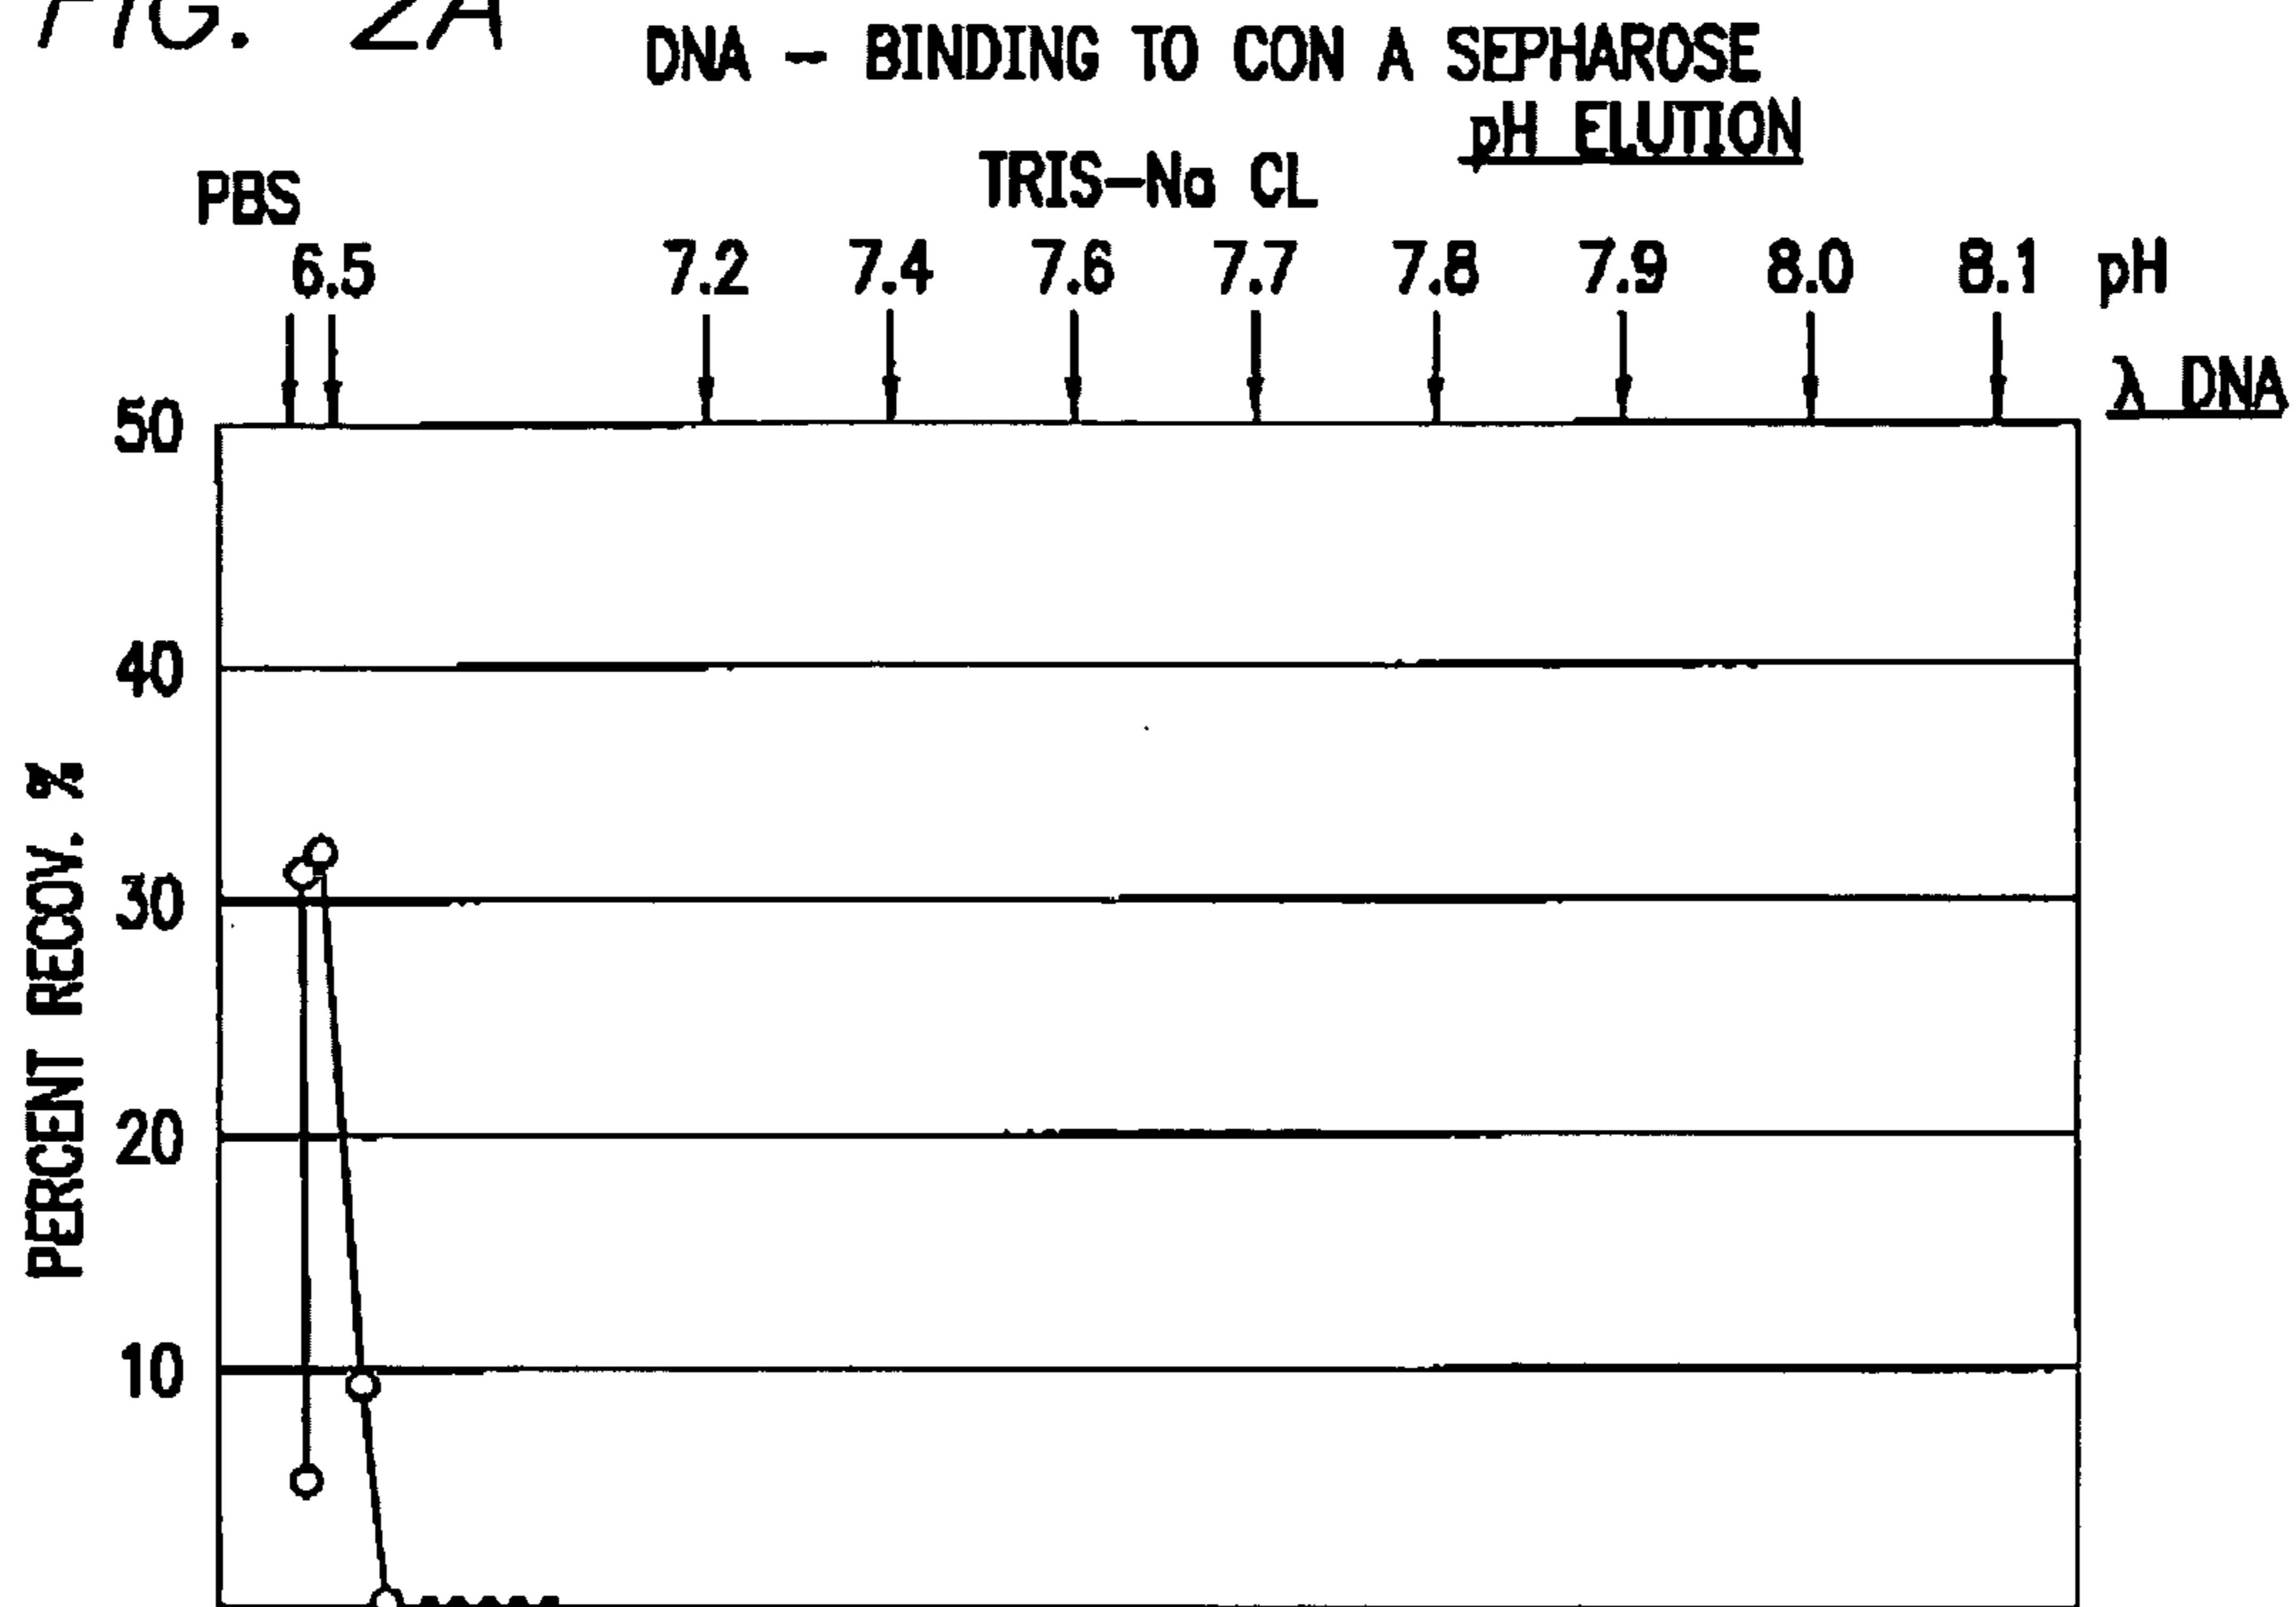 FIG. 2A
DNA - BINDING TO CON A SEPHAROSE
pH ELUTION
TRIS-Na CL
PBS
6.5 7.2 7.4 7.6 7.7 7.8 7.9 8.0 8.1 pH
λ DNA
50
40
30
20
10
PERCENT RECOV. %